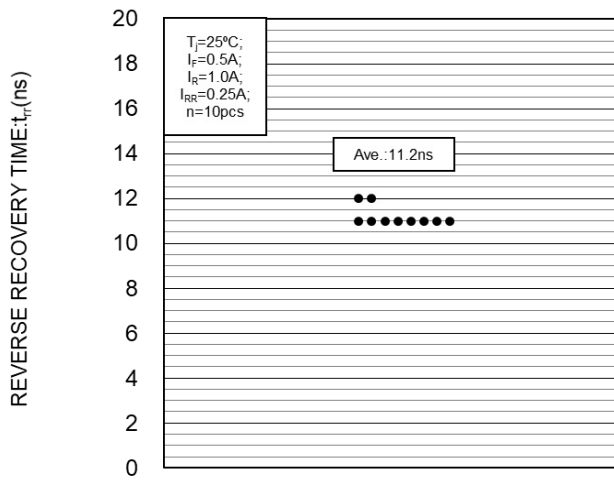 REVERSE RECOVERY TIME:trr(ns)
20
18
16
14
12
10
8
6
4
2
0
Tj=25⁰C;
IF=0.5A;
IR=1.0A;
IRR=0.25A;
n=10pcs
Ave.:11.2ns